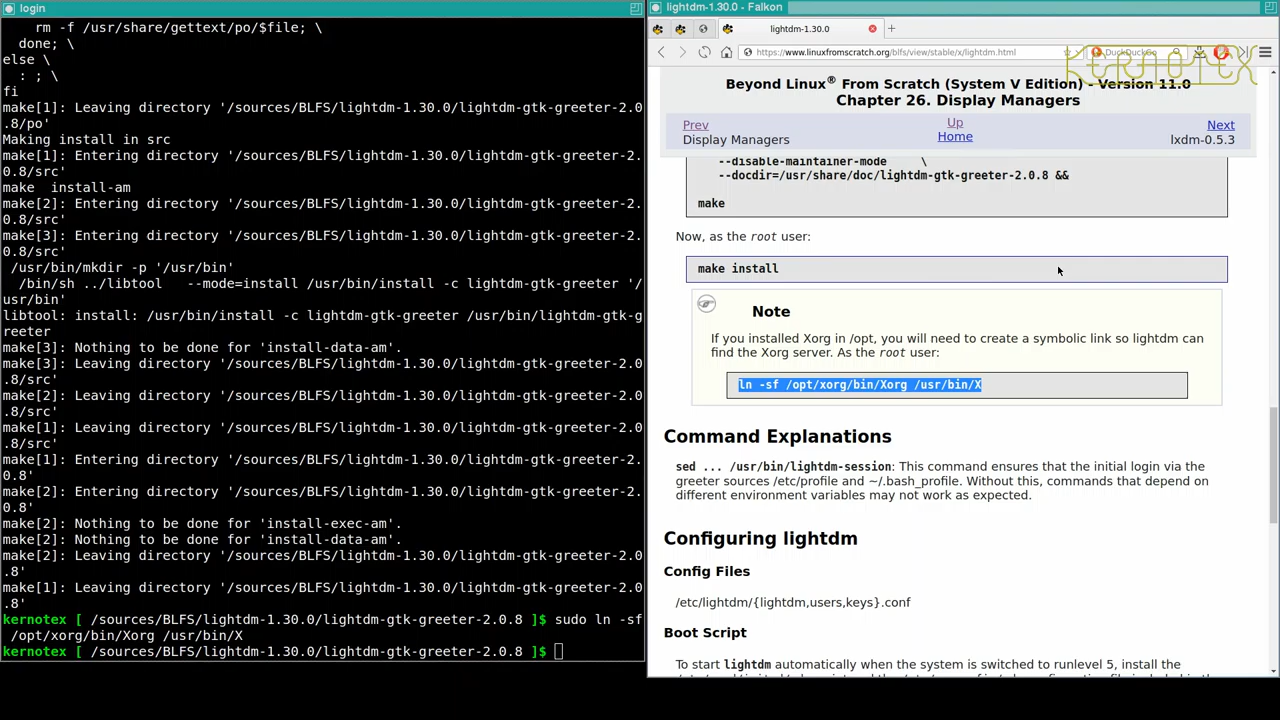 login
rm -f /usr/share/gettext/po/$file; \
done; \
else \
: ; \
fi
make[1]: Leaving directory '/sources/BLFS/lightdm-1.30.0/lightdm-gtk-greeter-2.0
.8/po'
Making install in src
make[1]: Entering directory '/sources/BLFS/lightdm-1.30.0/lightdm-gtk-greeter-2.
0.8/src'
make  install-am
make[2]: Entering directory '/sources/BLFS/lightdm-1.30.0/lightdm-gtk-greeter-2.
0.8/src'
make[3]: Entering directory '/sources/BLFS/lightdm-1.30.0/lightdm-gtk-greeter-2.
0.8/src'
/usr/bin/mkdir -p '/usr/bin'
/bin/sh ../libtool   --mode=install /usr/bin/install -c lightdm-gtk-greeter '/
usr/bin'
libtool: install: /usr/bin/install -c lightdm-gtk-greeter /usr/bin/lightdm-gtk-g
reeter
make[3]: Nothing to be done for 'install-data-am'.
make[3]: Leaving directory '/sources/BLFS/lightdm-1.30.0/lightdm-gtk-greeter-2.0
.8/src'
make[2]: Leaving directory '/sources/BLFS/lightdm-1.30.0/lightdm-gtk-greeter-2.0
.8/src'
make[1]: Leaving directory '/sources/BLFS/lightdm-1.30.0/lightdm-gtk-greeter-2.0
.8/src'
make[1]: Entering directory '/sources/BLFS/lightdm-1.30.0/lightdm-gtk-greeter-2.
0.8'
make[2]: Entering directory '/sources/BLFS/lightdm-1.30.0/lightdm-gtk-greeter-2.
0.8'
make[2]: Nothing to be done for 'install-exec-am'.
make[2]: Nothing to be done for 'install-data-am'.
make[2]: Leaving directory '/sources/BLFS/lightdm-1.30.0/lightdm-gtk-greeter-2.0
.8'
make[1]: Leaving directory '/sources/BLFS/lightdm-1.30.0/lightdm-gtk-greeter-2.0
.8'
kernotex [ /sources/BLFS/lightdm-1.30.0/lightdm-gtk-greeter-2.0.8 ]$ sudo ln -sf
/opt/xorg/bin/Xorg /usr/bin/X
kernotex [ /sources/BLFS/lightdm-1.30.0/lightdm-gtk-greeter-2.0.8 ]$
lightdm-1.30.0 - Falkon
lightdm-1.30.0
https://www.linuxfromscratch.org/blfs/view/stable/x/lightdm.html
DuckDuckGo
KERNOTEX
Beyond Linux® From Scratch (System V Edition) - Version 11.0
Chapter 26. Display Managers
Prev
Up
Next
Display Managers
Home
lxdm-0.5.3
--disable-maintainer-mode    \
--docdir=/usr/share/doc/lightdm-gtk-greeter-2.0.8 &&
make
Now, as the root user:
make install
Note
If you installed Xorg in /opt, you will need to create a symbolic link so lightdm can
find the Xorg server. As the root user:
ln -sf /opt/xorg/bin/Xorg /usr/bin/X
Command Explanations
sed ... /usr/bin/lightdm-session: This command ensures that the initial login via the
greeter sources /etc/profile and ~/.bash_profile. Without this, commands that depend on
different environment variables may not work as expected.
Configuring lightdm
Config Files
/etc/lightdm/{lightdm,users,keys}.conf
Boot Script
To start lightdm automatically when the system is switched to runlevel 5, install the